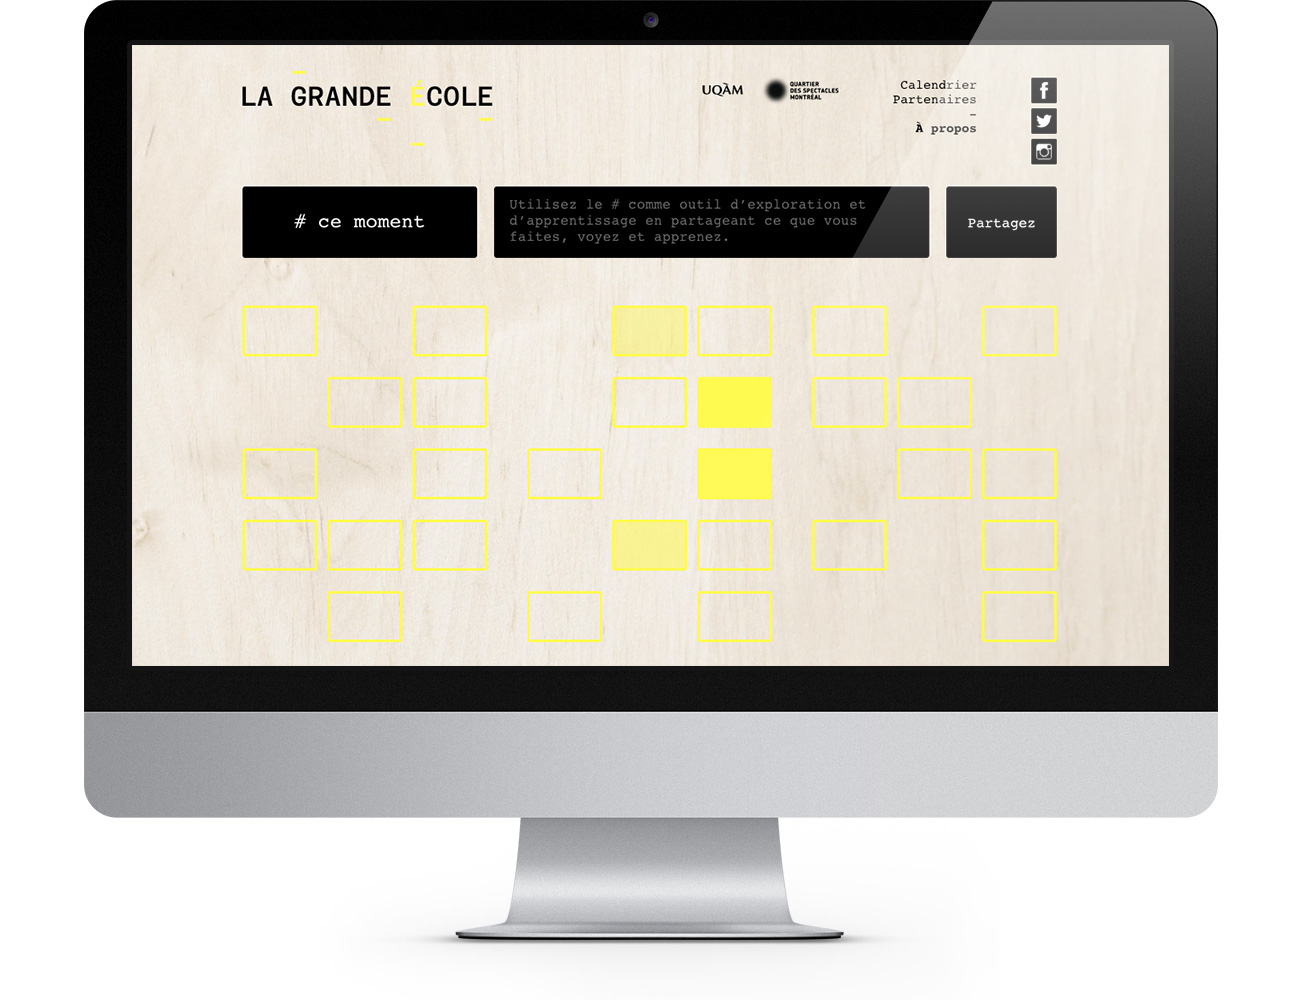 LA GRANDE ÉCOLE
UQÀM
QUARTIER
DES SPECTACLES
MONTRÉAL
Calendrier
Partenaires
–
À propos
# ce moment
Utilisez le # comme outil d’exploration et
d’apprentissage en partageant ce que vous
faites, voyez et apprenez.
Partagez